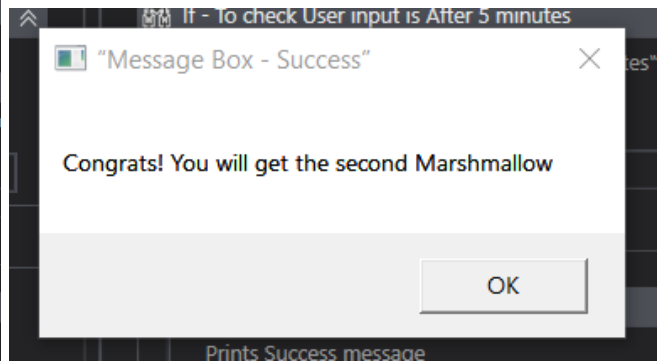 If - To check User input is After 5 minutes
“Message Box - Success”
tes"
Congrats! You will get the second Marshmallow
OK
Prints Success message